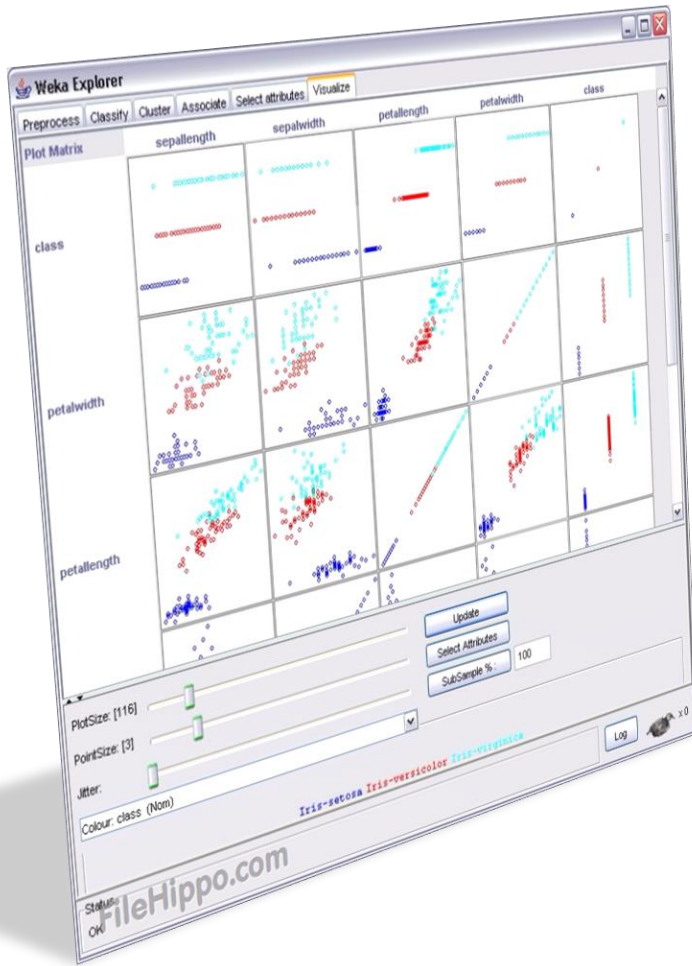 Weka Explorer
Preprocess Classify Cluster Associate Select attributes Visualize
Plot Matrix sepallength sepalwidth petallength petalwidth class
class
petalwidth
petallength
Update
Select Attributes
SubSample % : 100
PlotSize: [116]
PointSize: [3]
Jitter:
Colour: class (Nom)
Iris-setosa Iris-versicolor Iris-virginica
Log x 0
Status
OK
FileHippo.com